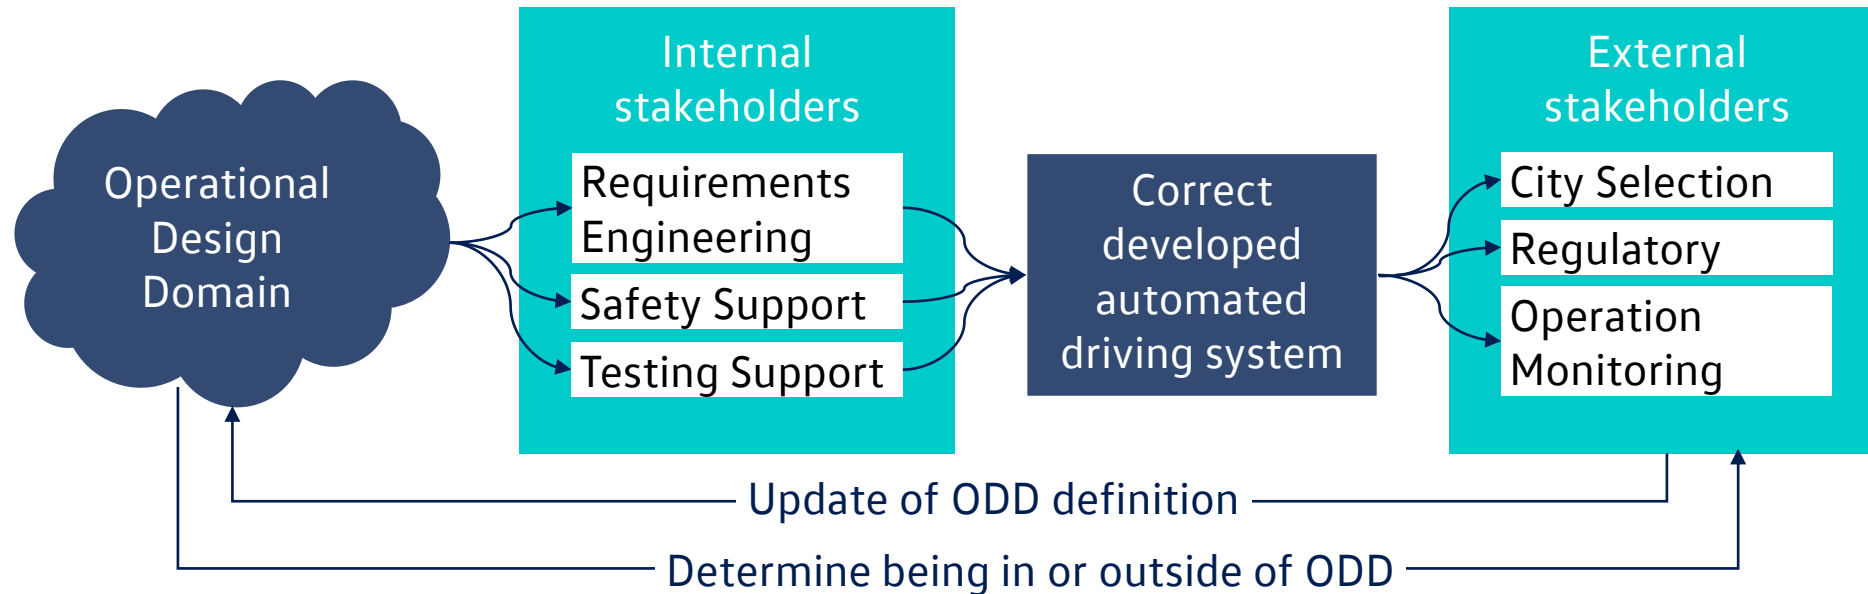 Operational
Design
Domain
Internal
stakeholders
Requirements
Engineering
Safety Support
Testing Support
Correct
developed
automated
driving system
External
stakeholders
City Selection
Regulatory
Operation
Monitoring
Update of ODD definition
Determine being in or outside of ODD